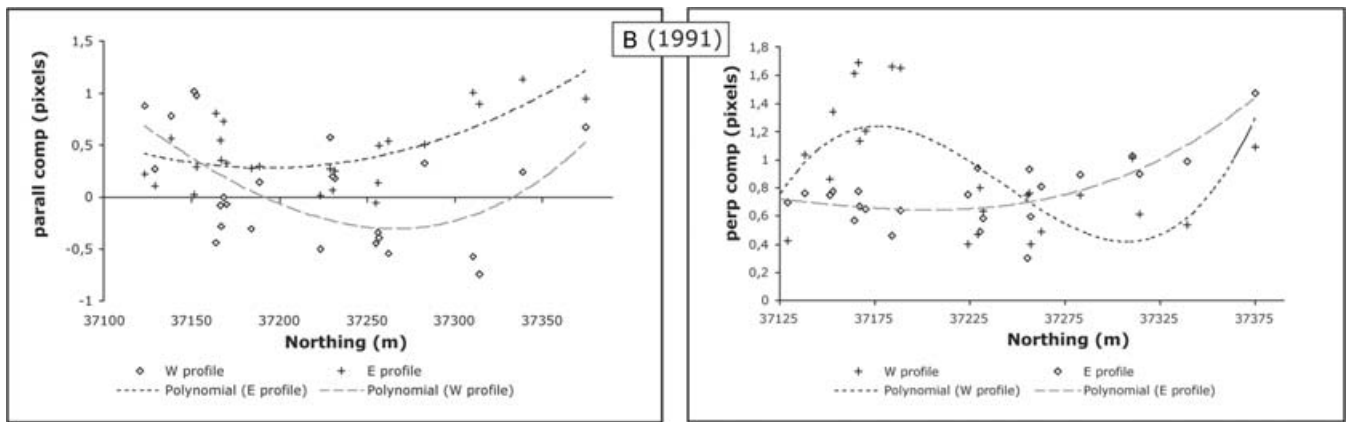 B (1991)
parall comp (pixels)
1,5
1
0,5
0
-0,5
-1
37100 37150 37200 37250 37300 37350
Northing (m)
W profile E profile
Polynomial (E profile) Polynomial (W profile)
perp comp (pixels)
1,8
1,6
1,4
1,2
1
0,8
0,6
0,4
0,2
0
37125 37175 37225 37275 37325 37375
Northing (m)
W profile E profile
Polynomial (W profile) Polynomial (E profile)